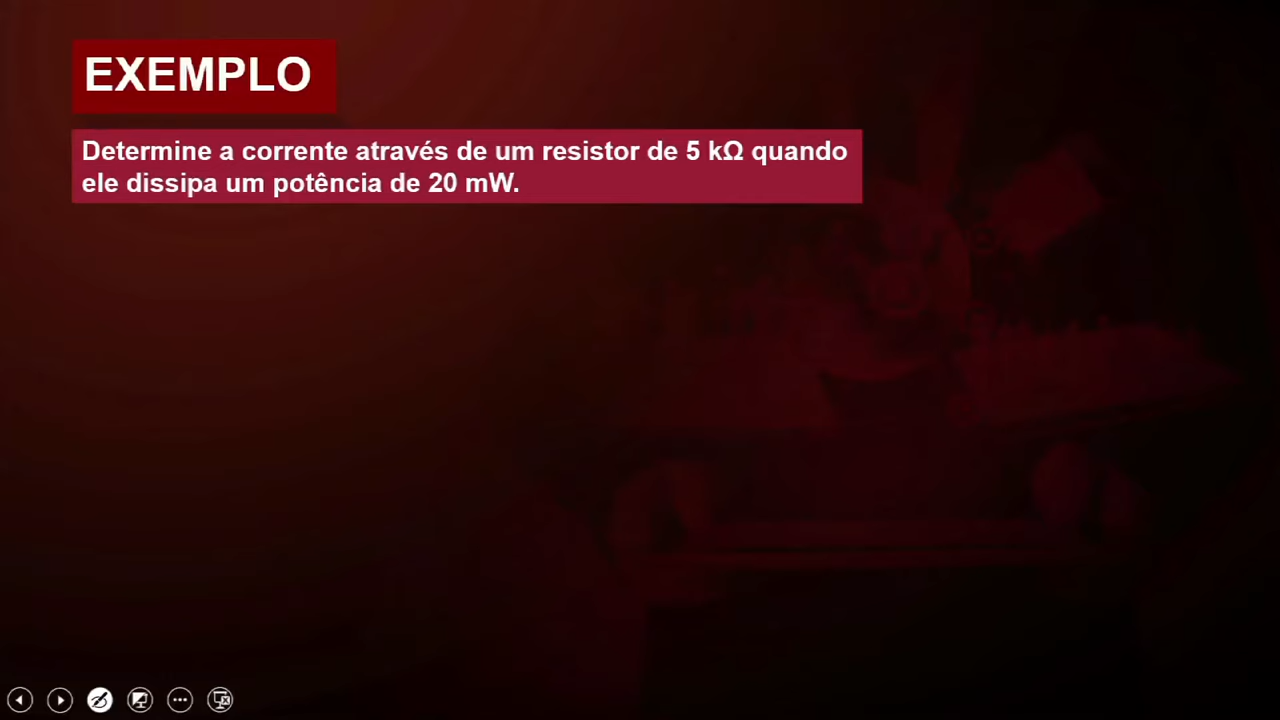 EXEMPLO
Determine a corrente através de um resistor de 5 kΩ quando
ele dissipa um potência de 20 mW.